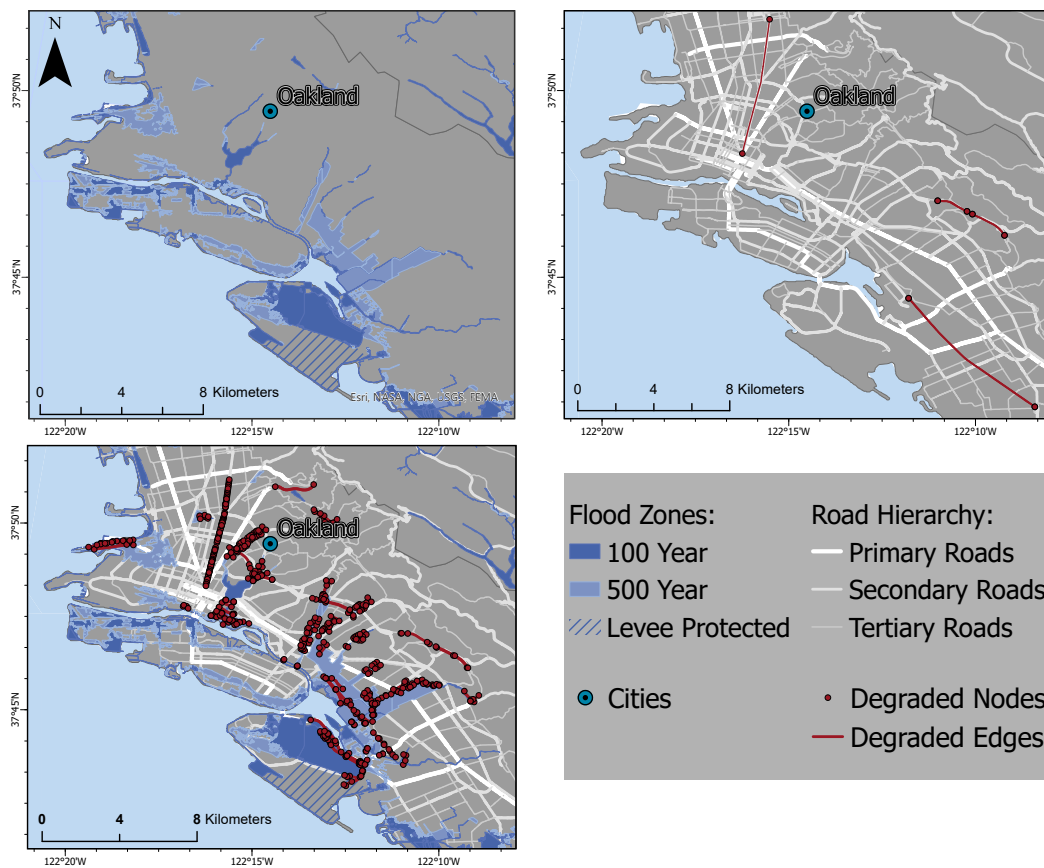 N
Oakland
37°50'N
37°45'N
0 4 8 Kilometers
Esri, NASA, NGA, USGS, FEMA
122°20'W 122°15'W 122°10'W
Oakland
37°50'N
37°45'N
0 4 8 Kilometers
122°20'W 122°15'W 122°10'W
Oakland
37°50'N
37°45'N
0 4 8 Kilometers
122°20'W 122°15'W 122°10'W
Flood Zones:
100 Year
500 Year
Levee Protected
Cities
Road Hierarchy:
Primary Roads
Secondary Roads
Tertiary Roads
Degraded Nodes
Degraded Edges